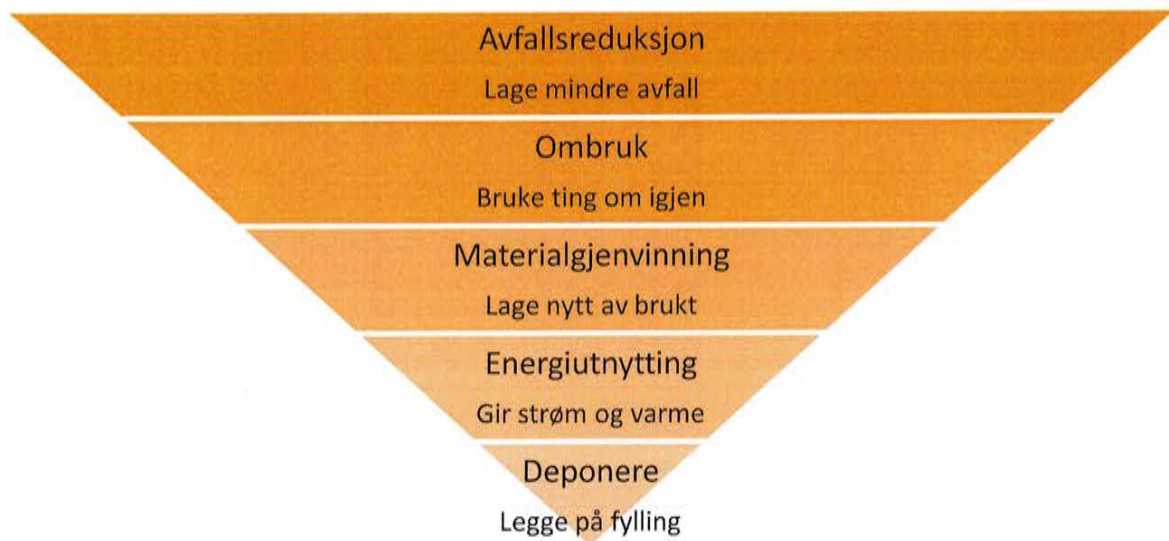 Avfallsreduksjon
Lage mindre avfall
Ombruk
Bruke ting om igjen
Materialgjenvinning
Lage nytt av brukt
Energiutnytting
Gir strøm og varme
Deponere
Legge på fylling